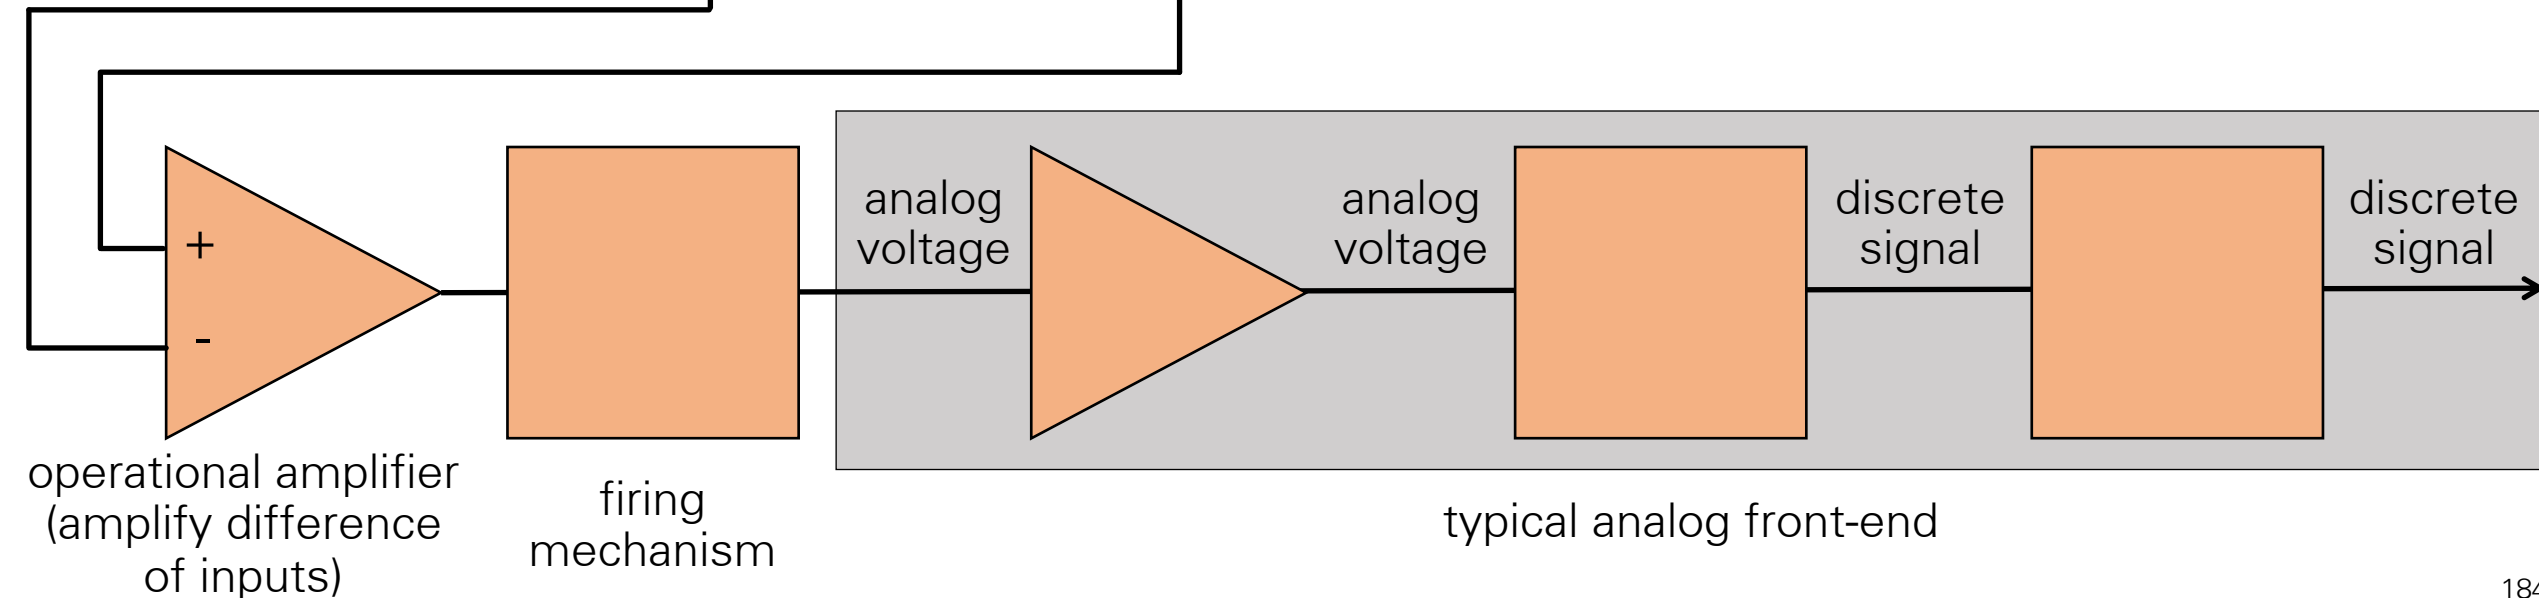 analog
voltage
analog
voltage
discrete
signal
discrete
signal
+
-
operational amplifier
(amplify difference
of inputs)
firing
mechanism
typical analog front-end
184